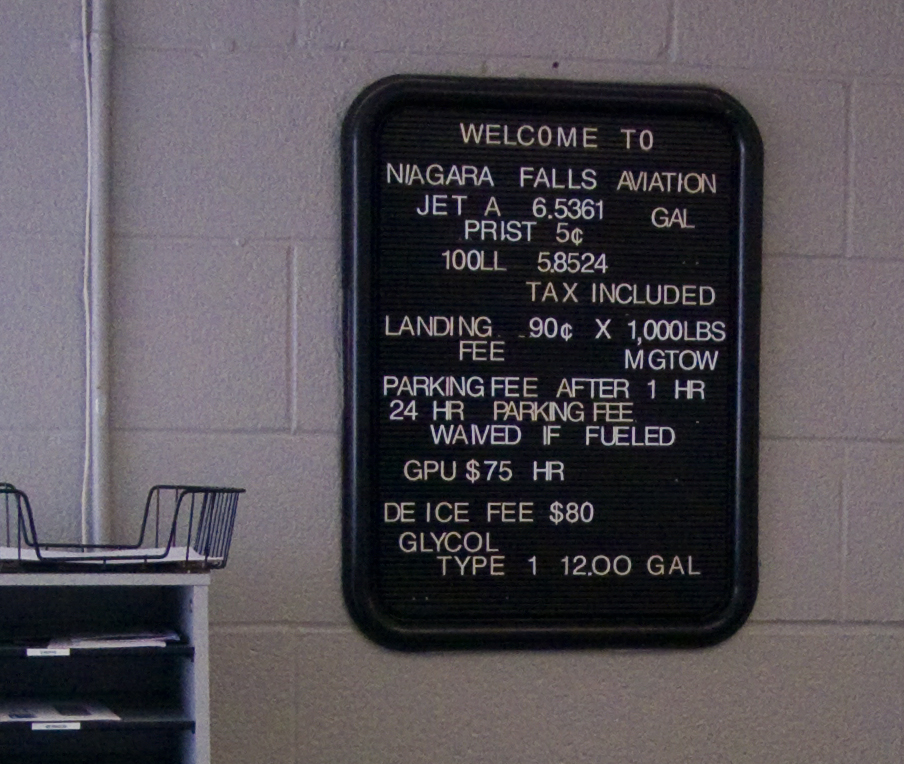 WELCOME TO
NIAGARA FALLS AVIATION
JET A 6.5361 GAL
PRIST 5¢
100LL 5.8524
TAX INCLUDED
LANDING .90¢ X 1,000LBS
FEE MGTOW
PARKING FEE AFTER 1 HR
24 HR PARKING FEE
WAIVED IF FUELED
GPU $75 HR
DE ICE FEE $80
GLYCOL
TYPE 1 12.00 GAL